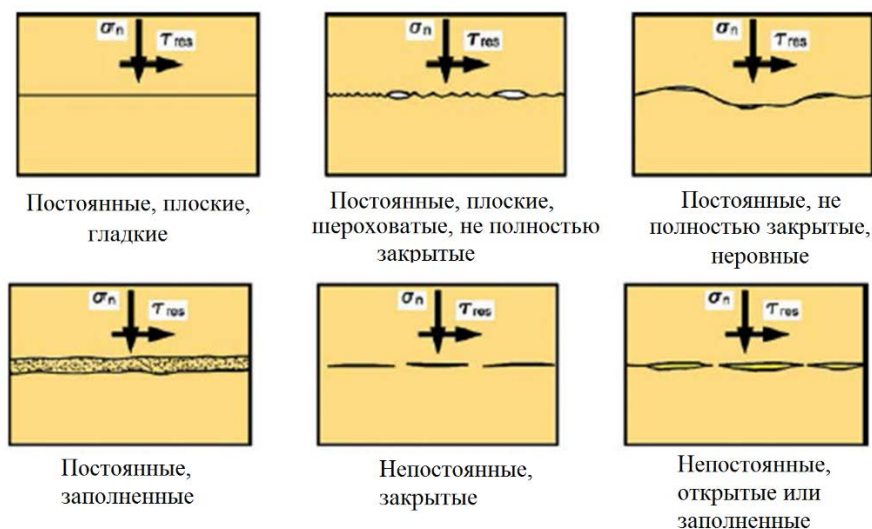 σn
τres
σn
τres
σn
τres
Постоянные, плоские,
гладкие
Постоянные, плоские,
шероховатые, не полностью
закрытые
Постоянные, не
полностью закрытые,
неровные
σn
τres
σn
τres
σn
τres
Постоянные,
заполненные
Непостоянные,
закрытые
Непостоянные,
открытые или
заполненные